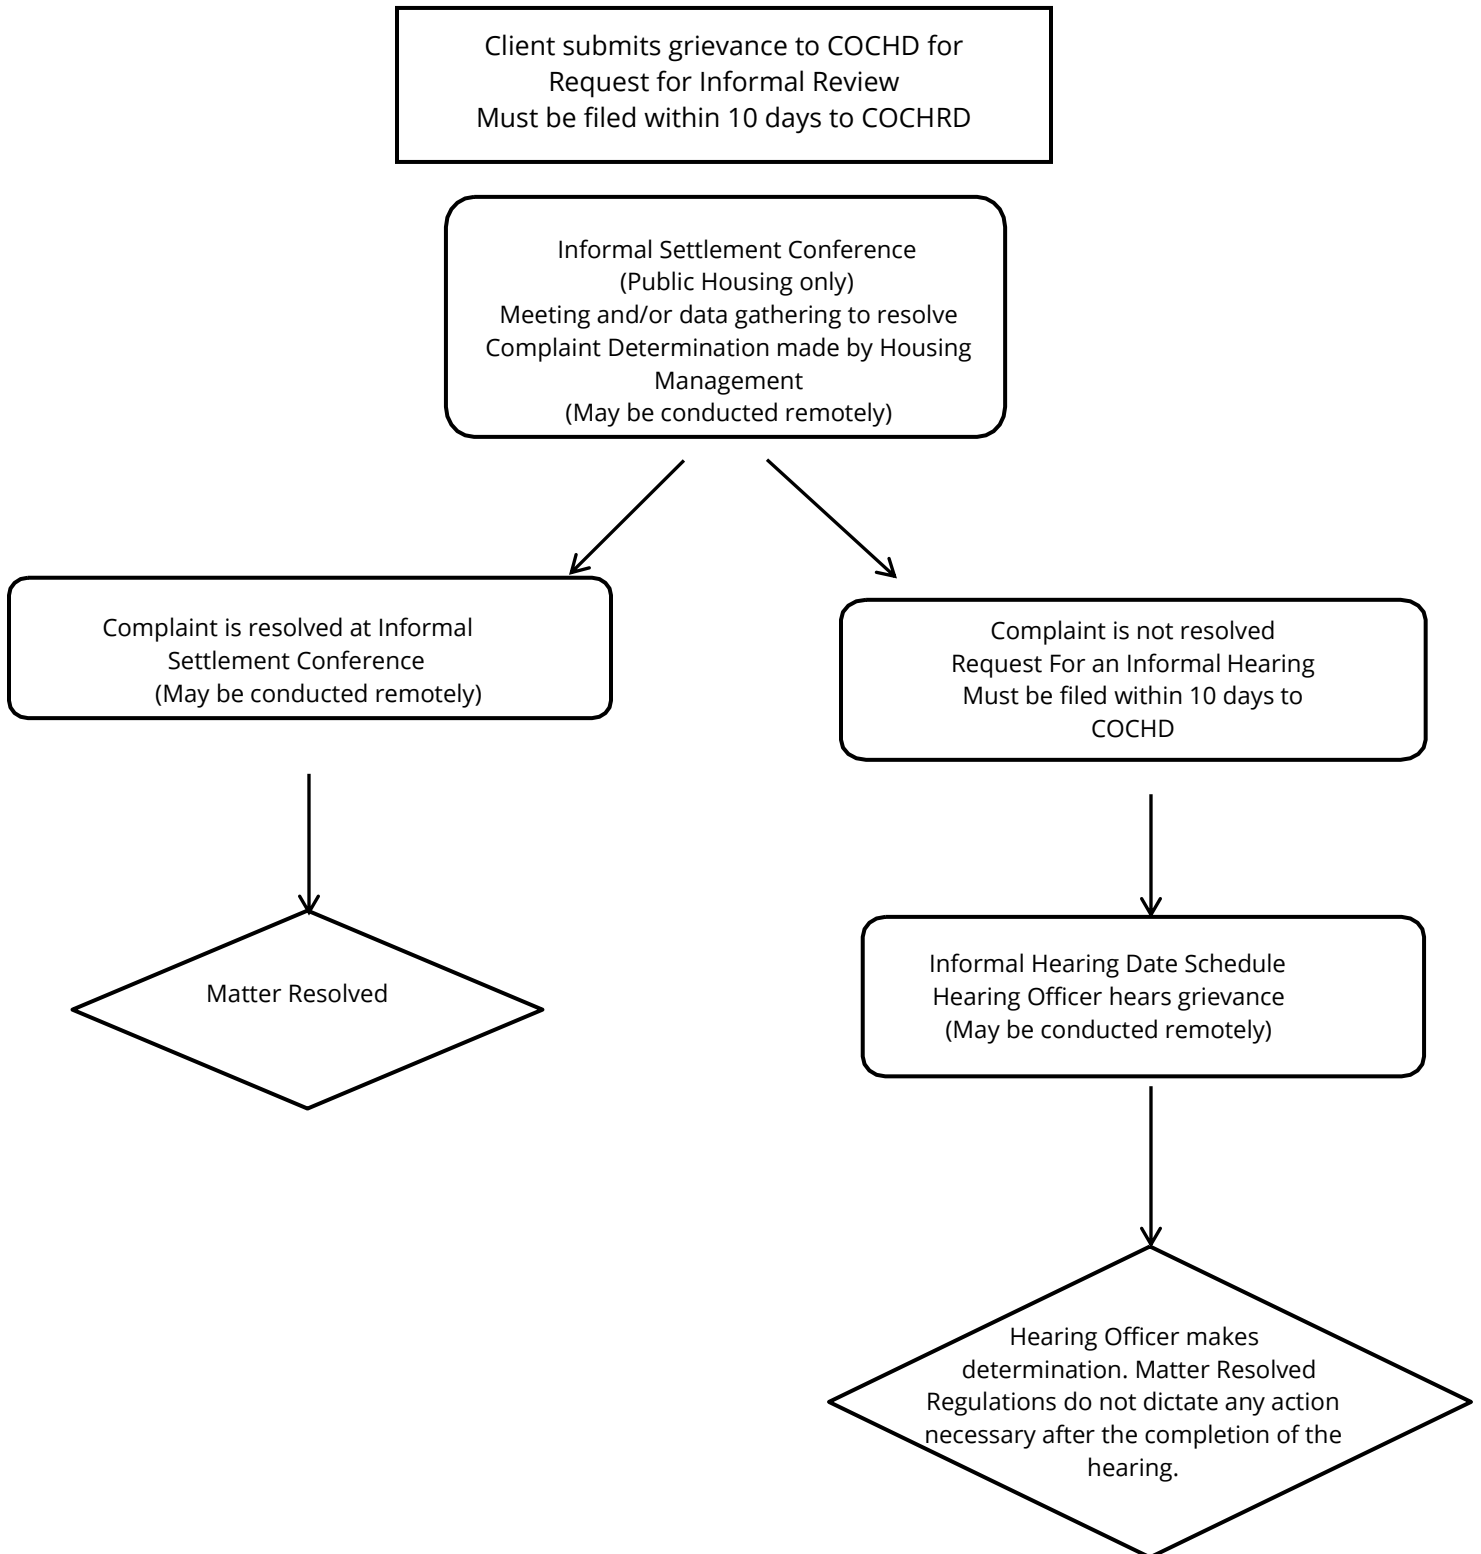 Client submits grievance to COCHD for
Request for Informal Review
Must be filed within 10 days to COCHRD
Informal Settlement Conference
(Public Housing only)
Meeting and/or data gathering to resolve
Complaint Determination made by Housing
Management
(May be conducted remotely)
Complaint is resolved at Informal
Settlement Conference
(May be conducted remotely)
Complaint is not resolved
Request For an Informal Hearing
Must be filed within 10 days to
COCHD
Matter Resolved
Informal Hearing Date Schedule
Hearing Officer hears grievance
(May be conducted remotely)
Hearing Officer makes
determination. Matter Resolved
Regulations do not dictate any action
necessary after the completion of the
hearing.